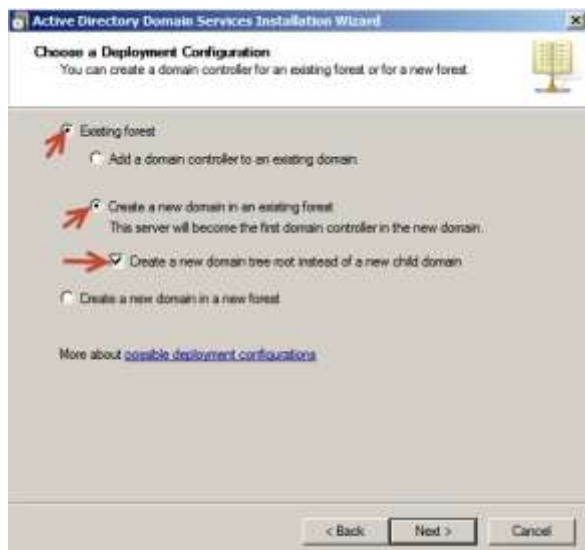 Active Directory Domain Services Installation Wizard
Choose a Deployment Configuration
You can create a domain controller for an existing forest or for a new forest.
Existing forest
Add a domain controller to an existing domain
Create a new domain in an existing forest
This server will become the first domain controller in the new domain.
Create a new domain tree root instead of a new child domain
Create a new domain in a new forest
More about possible deployment configurations
< Back
Next >
Cancel